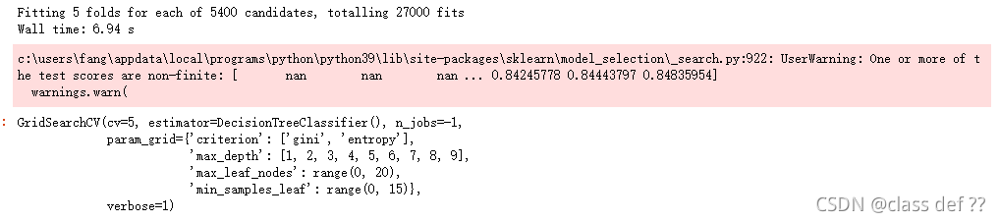 Fitting 5 folds for each of 5400 candidates, totalling 27000 fits
Wall time: 6.94 s
c:\users\fang\appdata\local\programs\python\python39\lib\site-packages\sklearn\model_selection\_search.py:922: UserWarning: One or more of t
he test scores are non-finite: [       nan        nan        nan ... 0.84245778 0.84443797 0.84835954]
  warnings.warn(
: GridSearchCV(cv=5, estimator=DecisionTreeClassifier(), n_jobs=-1,
             param_grid={'criterion': ['gini', 'entropy'],
                         'max_depth': [1, 2, 3, 4, 5, 6, 7, 8, 9],
                         'max_leaf_nodes': range(0, 20),
                         'min_samples_leaf': range(0, 15)},
             verbose=1)
CSDN @class def ??